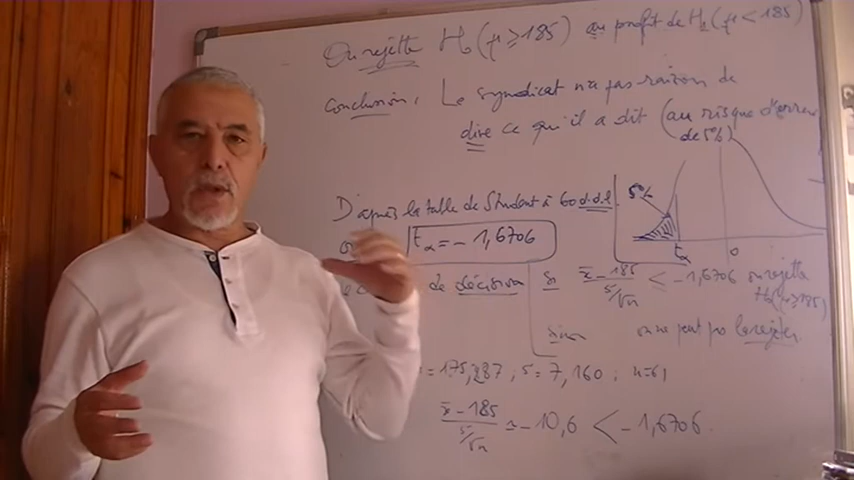 On rejette H₀ (μ ≥ 185) au profit de H₁ (μ < 185)
conclusion : Le syndicat n'a pas raison de
dire ce qu'il a dit (au risque d'erreur
de 5%)
D'après la table de Student à 60 d.d.l.
on tα = - 1,6706
5%
tα
0
de décision si x̄ - 185 / s/√n < - 1,6706 on rejette
H₀ (μ ≥ 185)
sinon on ne peut pas la rejeter
= 175,287 ; s = 7,160 ; n = 61
x̄ - 185 / s/√n ≃ - 10,6 < - 1,6706